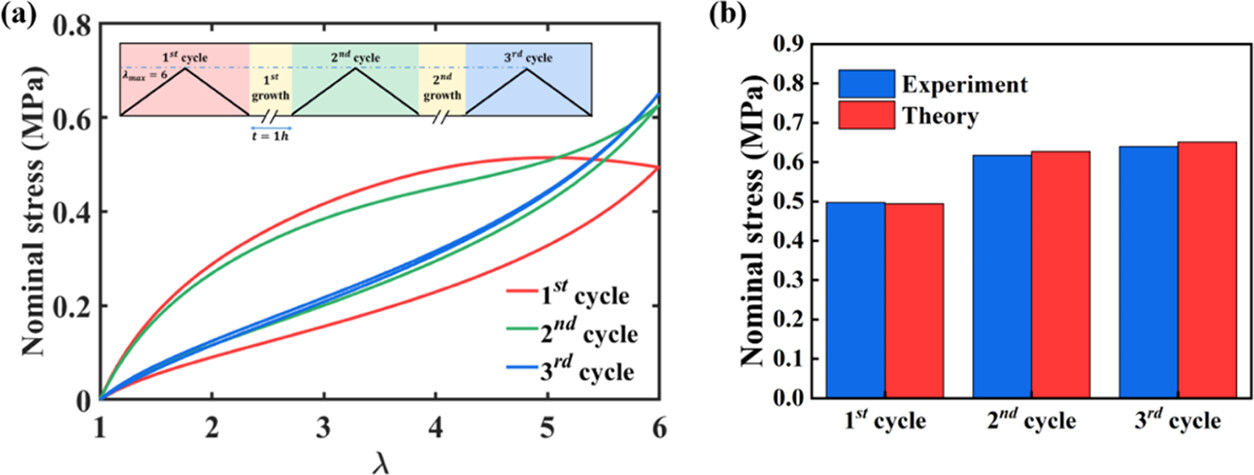 (a)
Nominal stress (MPa)
0.8
0.6
0.4
0.2
0
1 2 3 4 5 6
λ
1st cycle
2nd cycle
3rd cycle
λmax = 6
1st
growth
2nd
growth
t = 1h
1st cycle
2nd cycle
3rd cycle
(b)
Nominal stress (MPa)
0.9
0.8
0.7
0.6
0.5
0.4
0.3
0.2
0.1
0.0
Experiment
Theory
1st cycle 2nd cycle 3rd cycle